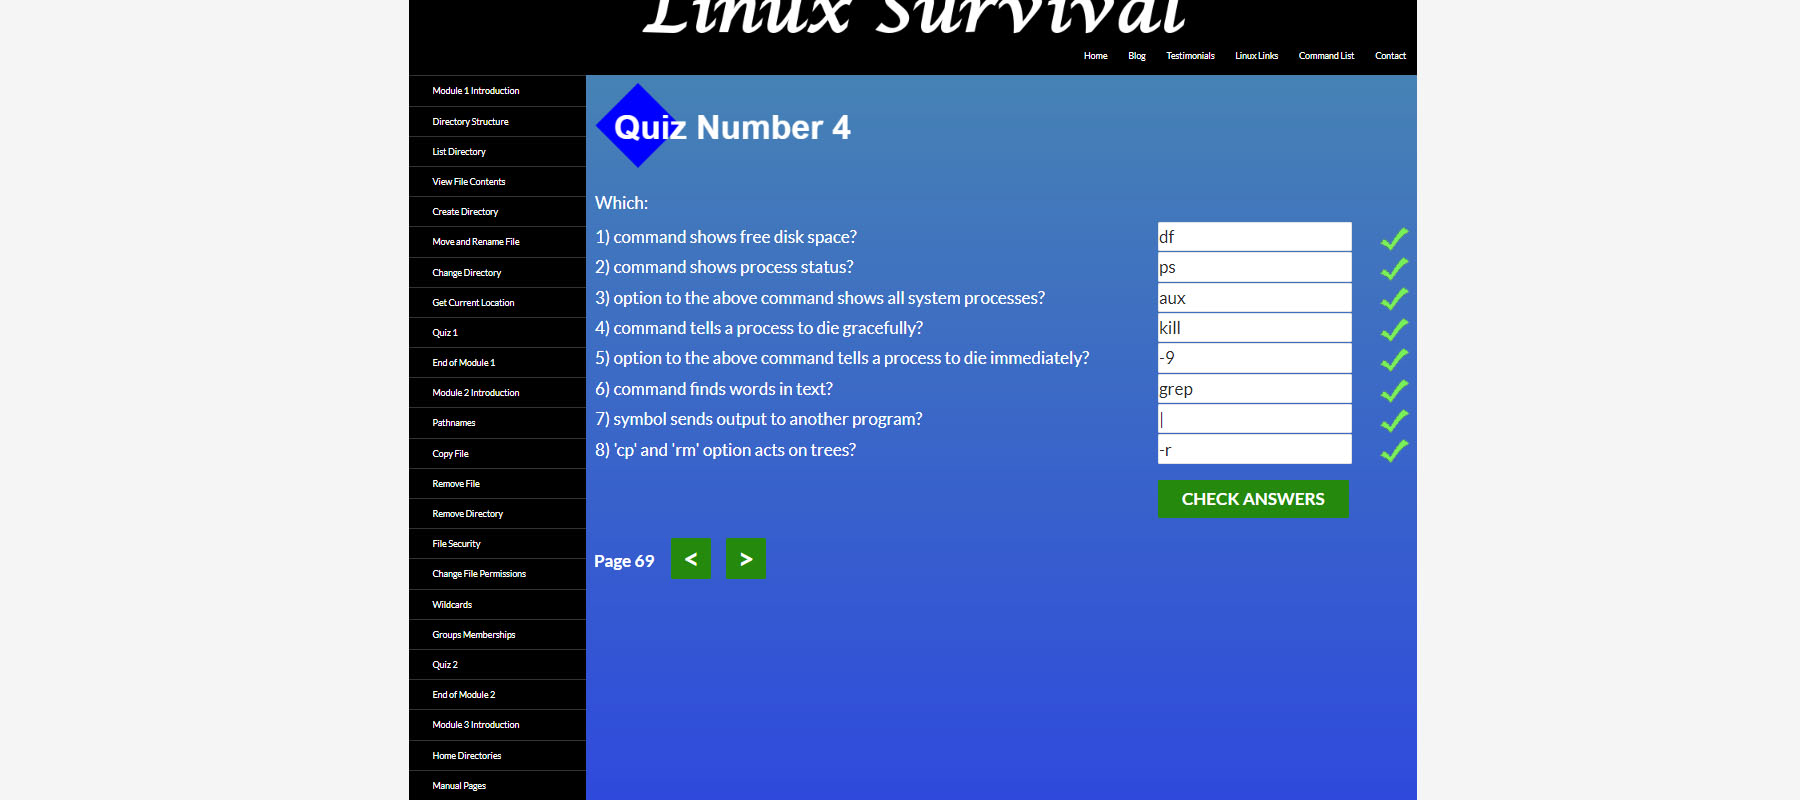 Linux Survival
Home Blog Testimonials Linux Links Command List Contact
Module 1 Introduction
Directory Structure
List Directory
View File Contents
Create Directory
Move and Rename File
Change Directory
Get Current Location
Quiz 1
End of Module 1
Module 2 Introduction
Pathnames
Copy File
Remove File
Remove Directory
File Security
Change File Permissions
Wildcards
Groups Memberships
Quiz 2
End of Module 2
Module 3 Introduction
Home Directories
Manual Pages
Quiz Number 4
Which:
1) command shows free disk space? df
2) command shows process status? ps
3) option to the above command shows all system processes? aux
4) command tells a process to die gracefully? kill
5) option to the above command tells a process to die immediately? -9
6) command finds words in text? grep
7) symbol sends output to another program? |
8) 'cp' and 'rm' option acts on trees? -r
CHECK ANSWERS
Page 69 < >